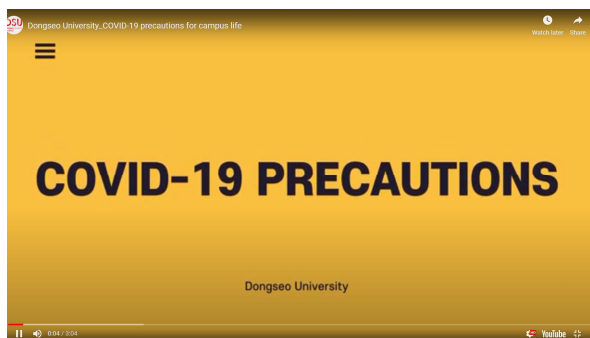 DSU
Dongseo University_COVID-19 precautions for campus life
Watch later
Share
COVID-19 PRECAUTIONS
Dongseo University
0:04 / 3:04
YouTube